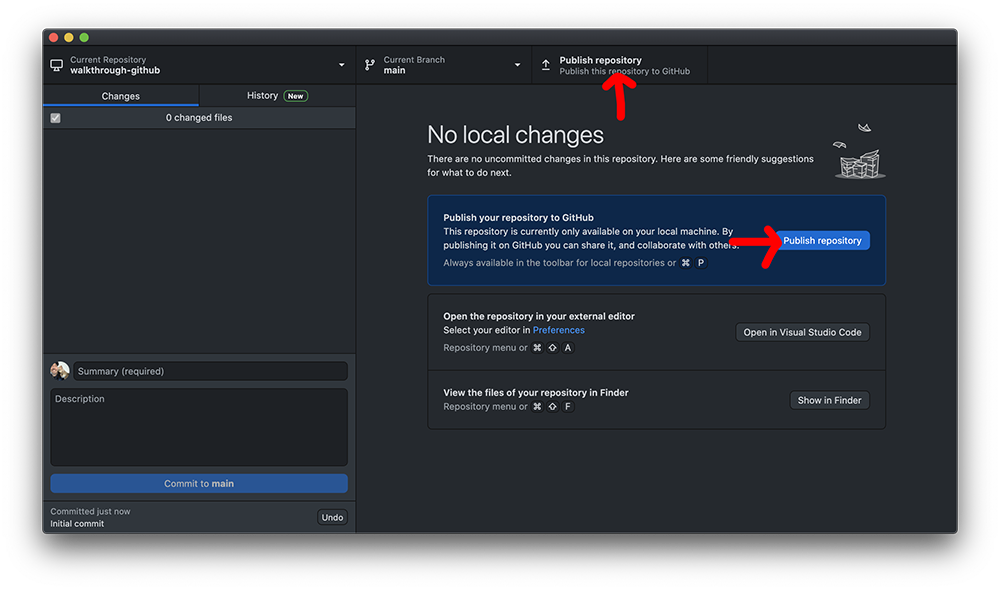 Current Repository
walkthrough-github
Current Branch
main
Publish repository
Publish this repository to GitHub
Changes
History New
0 changed files
No local changes
There are no uncommitted changes in this repository. Here are some friendly suggestions
for what to do next.
Publish your repository to GitHub
This repository is currently only available on your local machine. By
publishing it on GitHub you can share it, and collaborate with others.
Always available in the toolbar for local repositories or ⌘ P
Publish repository
Open the repository in your external editor
Select your editor in Preferences
Repository menu or ⌘ ⇧ A
Open in Visual Studio Code
View the files of your repository in Finder
Repository menu or ⌘ ⇧ F
Show in Finder
Summary (required)
Description
Commit to main
Committed just now
Initial commit
Undo